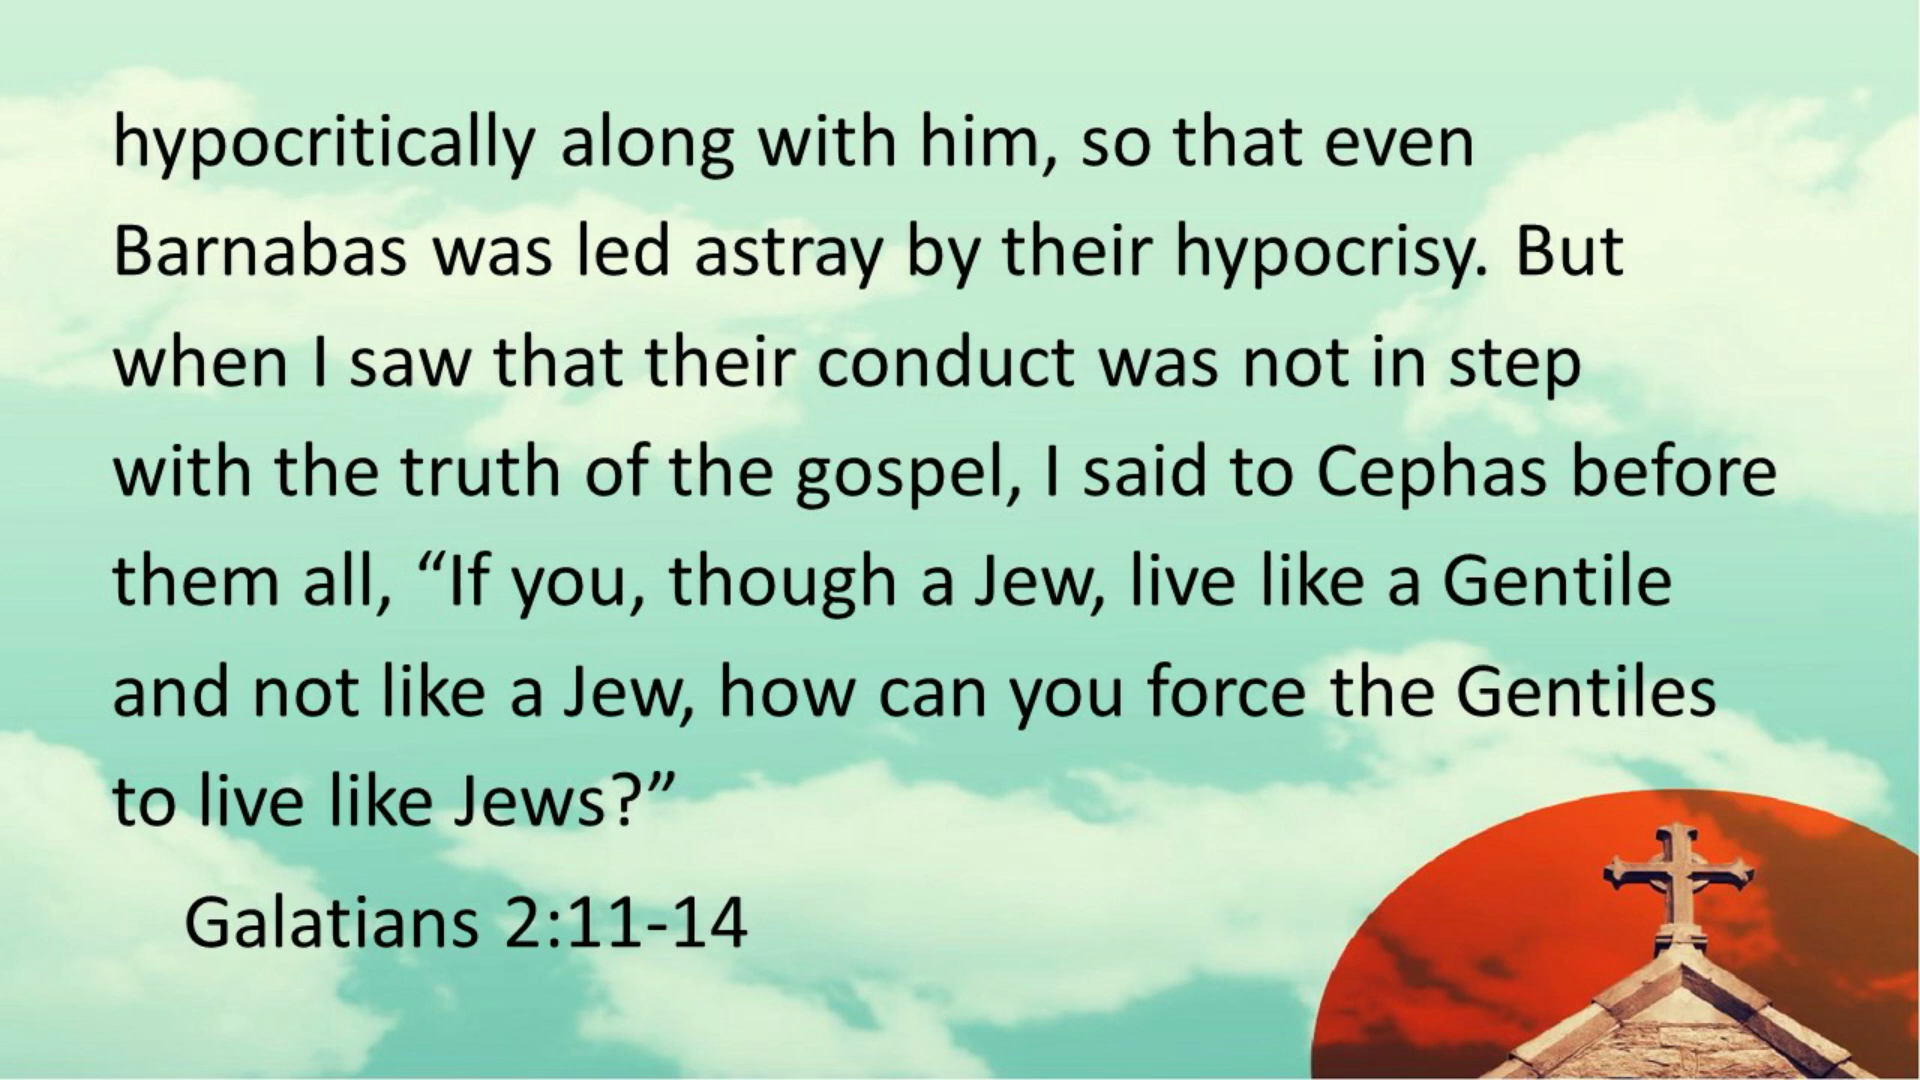 hypocritically along with him, so that even
Barnabas was led astray by their hypocrisy. But
when I saw that their conduct was not in step
with the truth of the gospel, I said to Cephas before
them all, “If you, though a Jew, live like a Gentile
and not like a Jew, how can you force the Gentiles
to live like Jews?”
Galatians 2:11-14